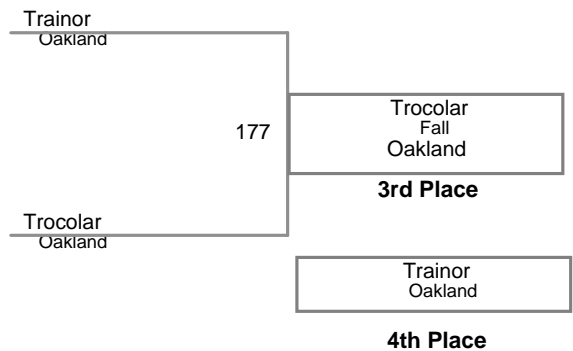 Trainor
Oakland
177
Trocolar
Fall
Oakland
3rd Place
Trocolar
Oakland
Trainor
Oakland
4th Place